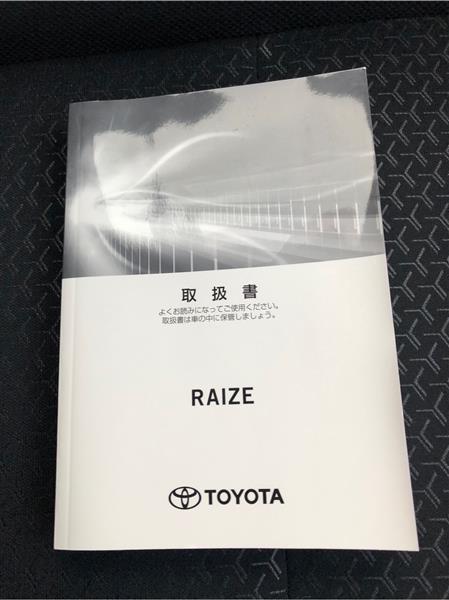 取扱書
よくお読みになってご使用ください。
取扱書は車の中に保管しましょう。
RAIZE
TOYOTA